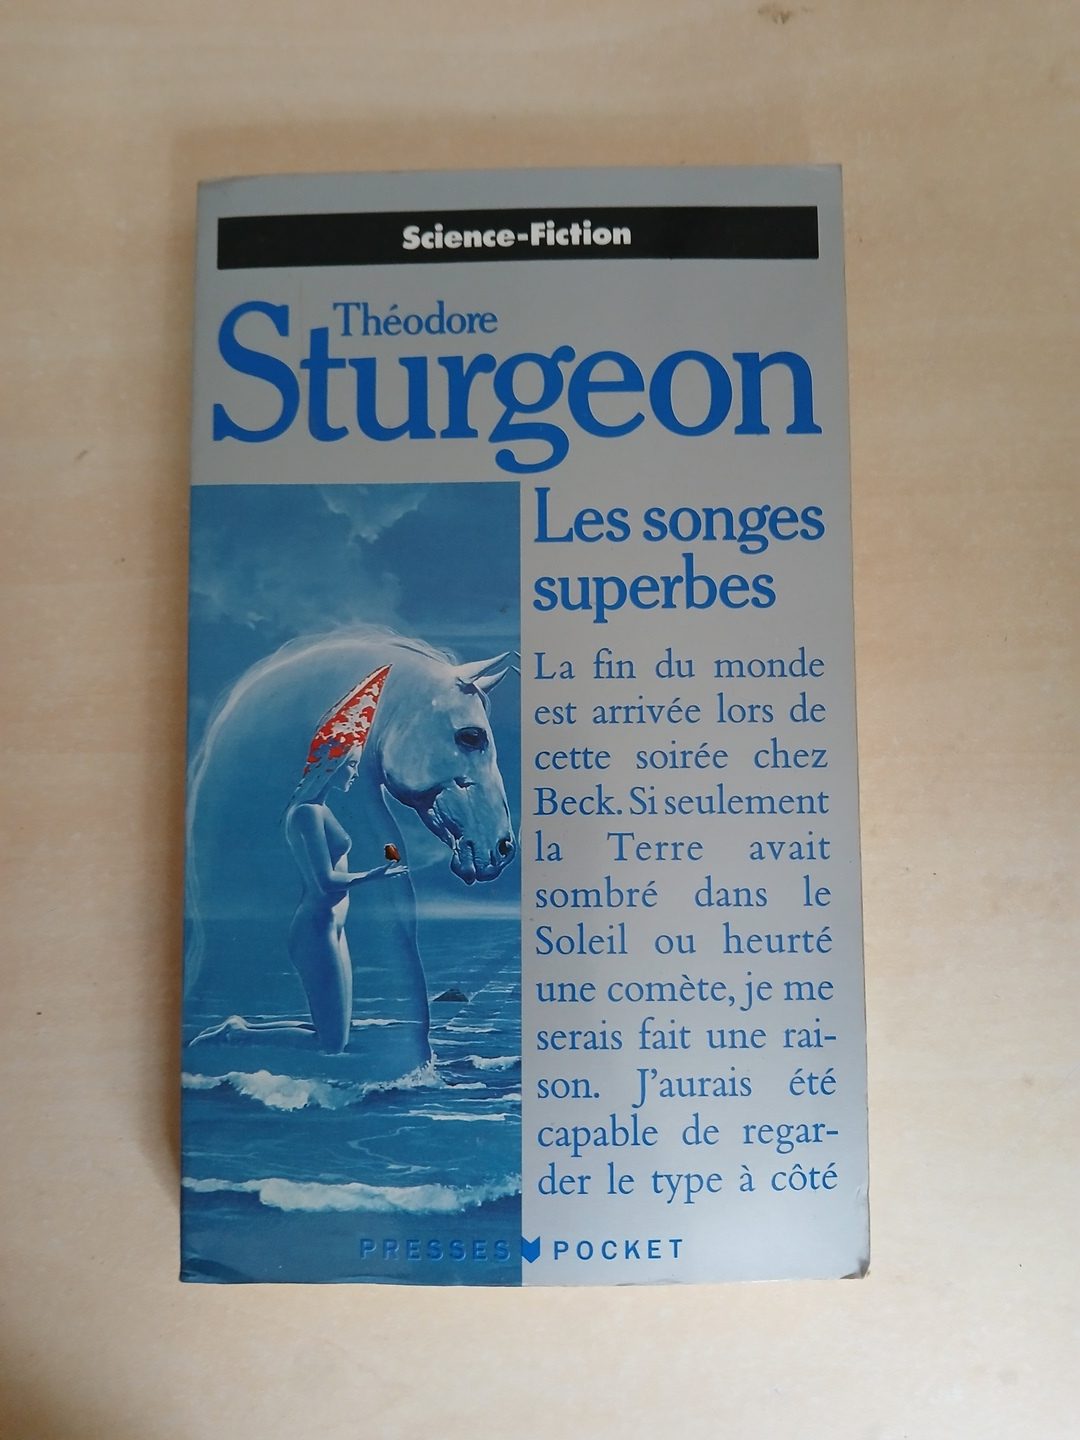 Science-Fiction
Théodore
Sturgeon
Les songes
superbes
La fin du monde
est arrivée lors de
cette soirée chez
Beck. Si seulement
la Terre avait
sombré dans le
Soleil ou heurté
une comète, je me
serais fait une rai-
son. J'aurais été
capable de regar-
der le type à côté
PRESSES POCKET